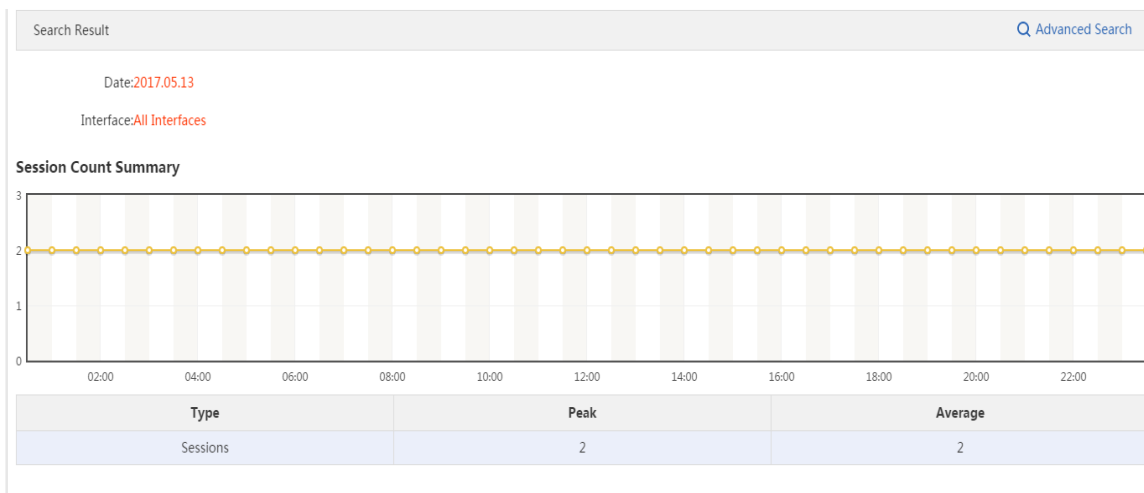 Search Result Advanced Search
Date:2017.05.13
Interface:All Interfaces
Session Count Summary
3
2
1
0
02:00 04:00 06:00 08:00 10:00 12:00 14:00 16:00 18:00 20:00 22:00
Type Peak Average
Sessions 2 2